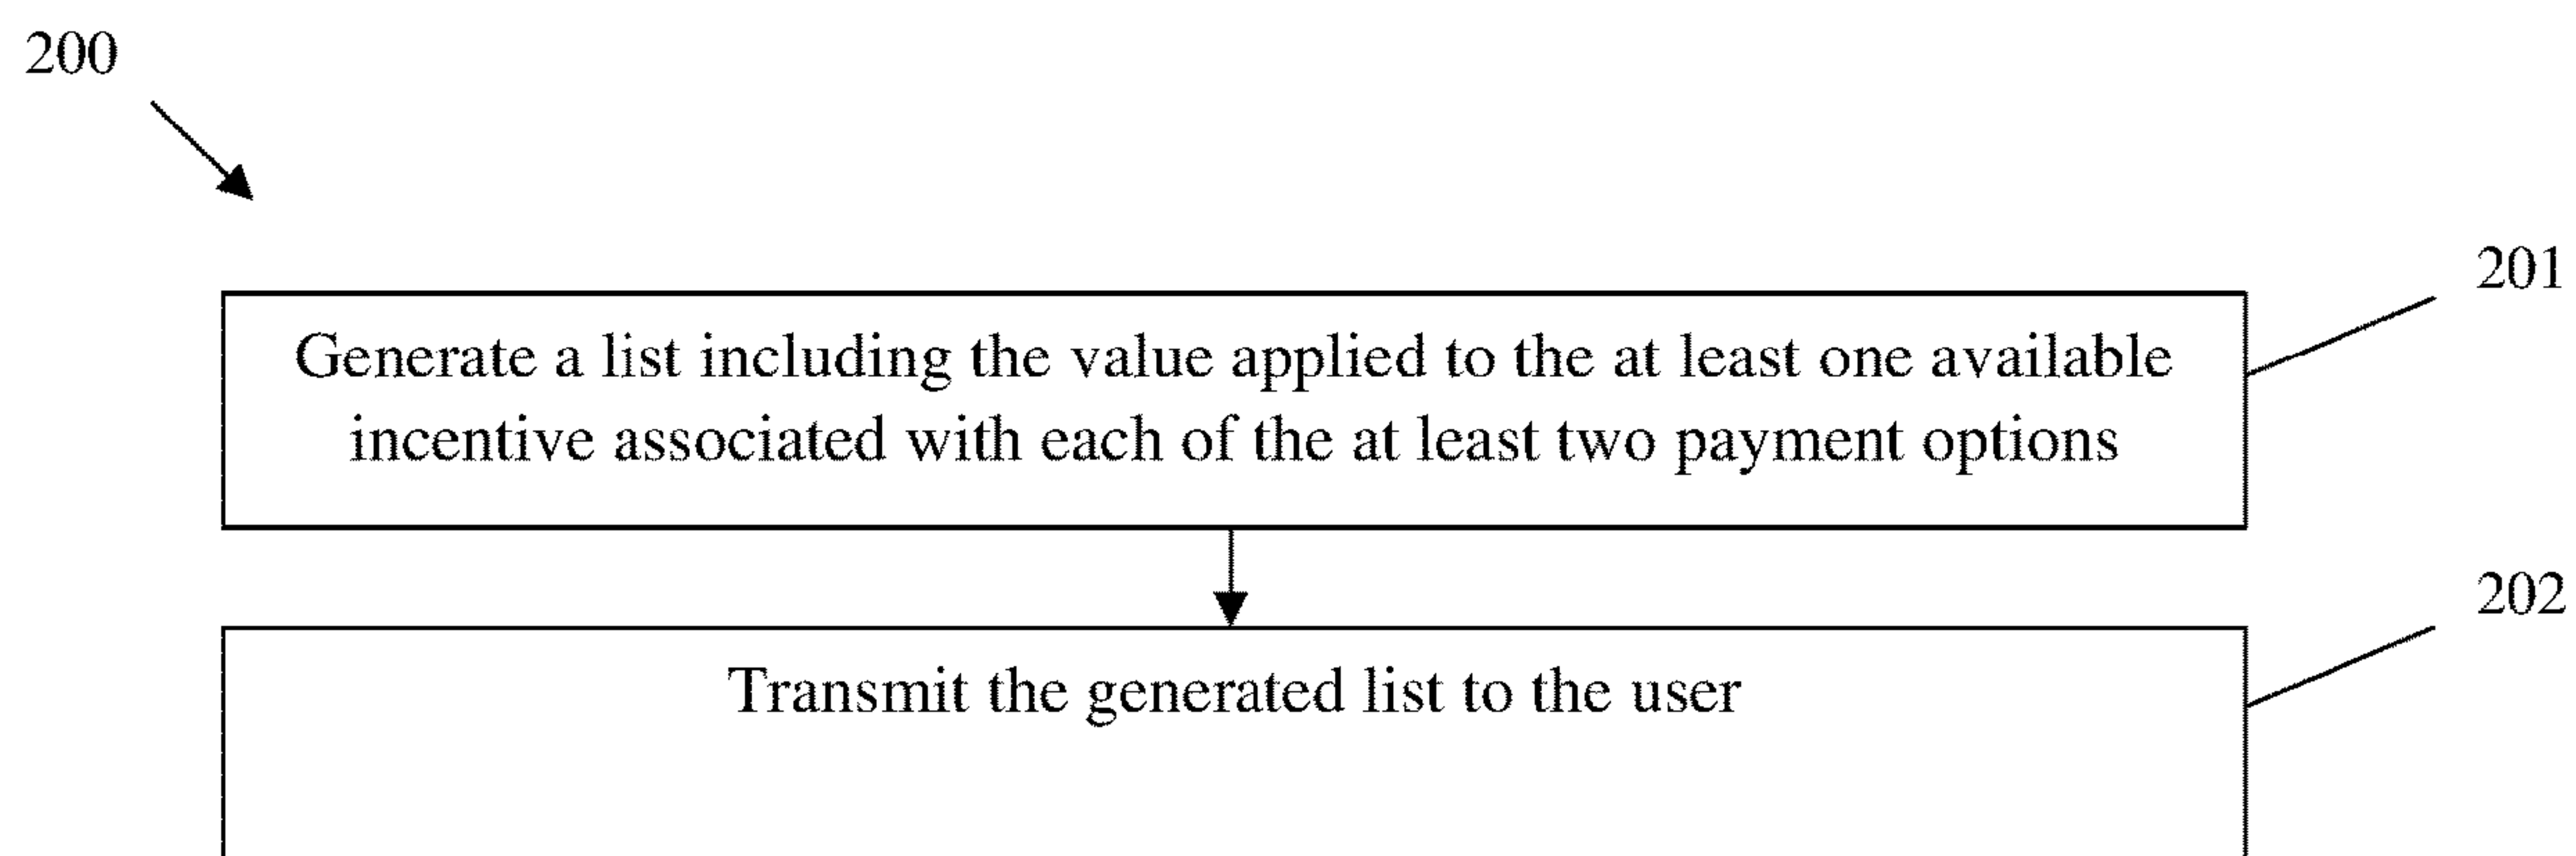 200
201
Generate a list including the value applied to the at least one available
incentive associated with each of the at least two payment options
202
Transmit the generated list to the user